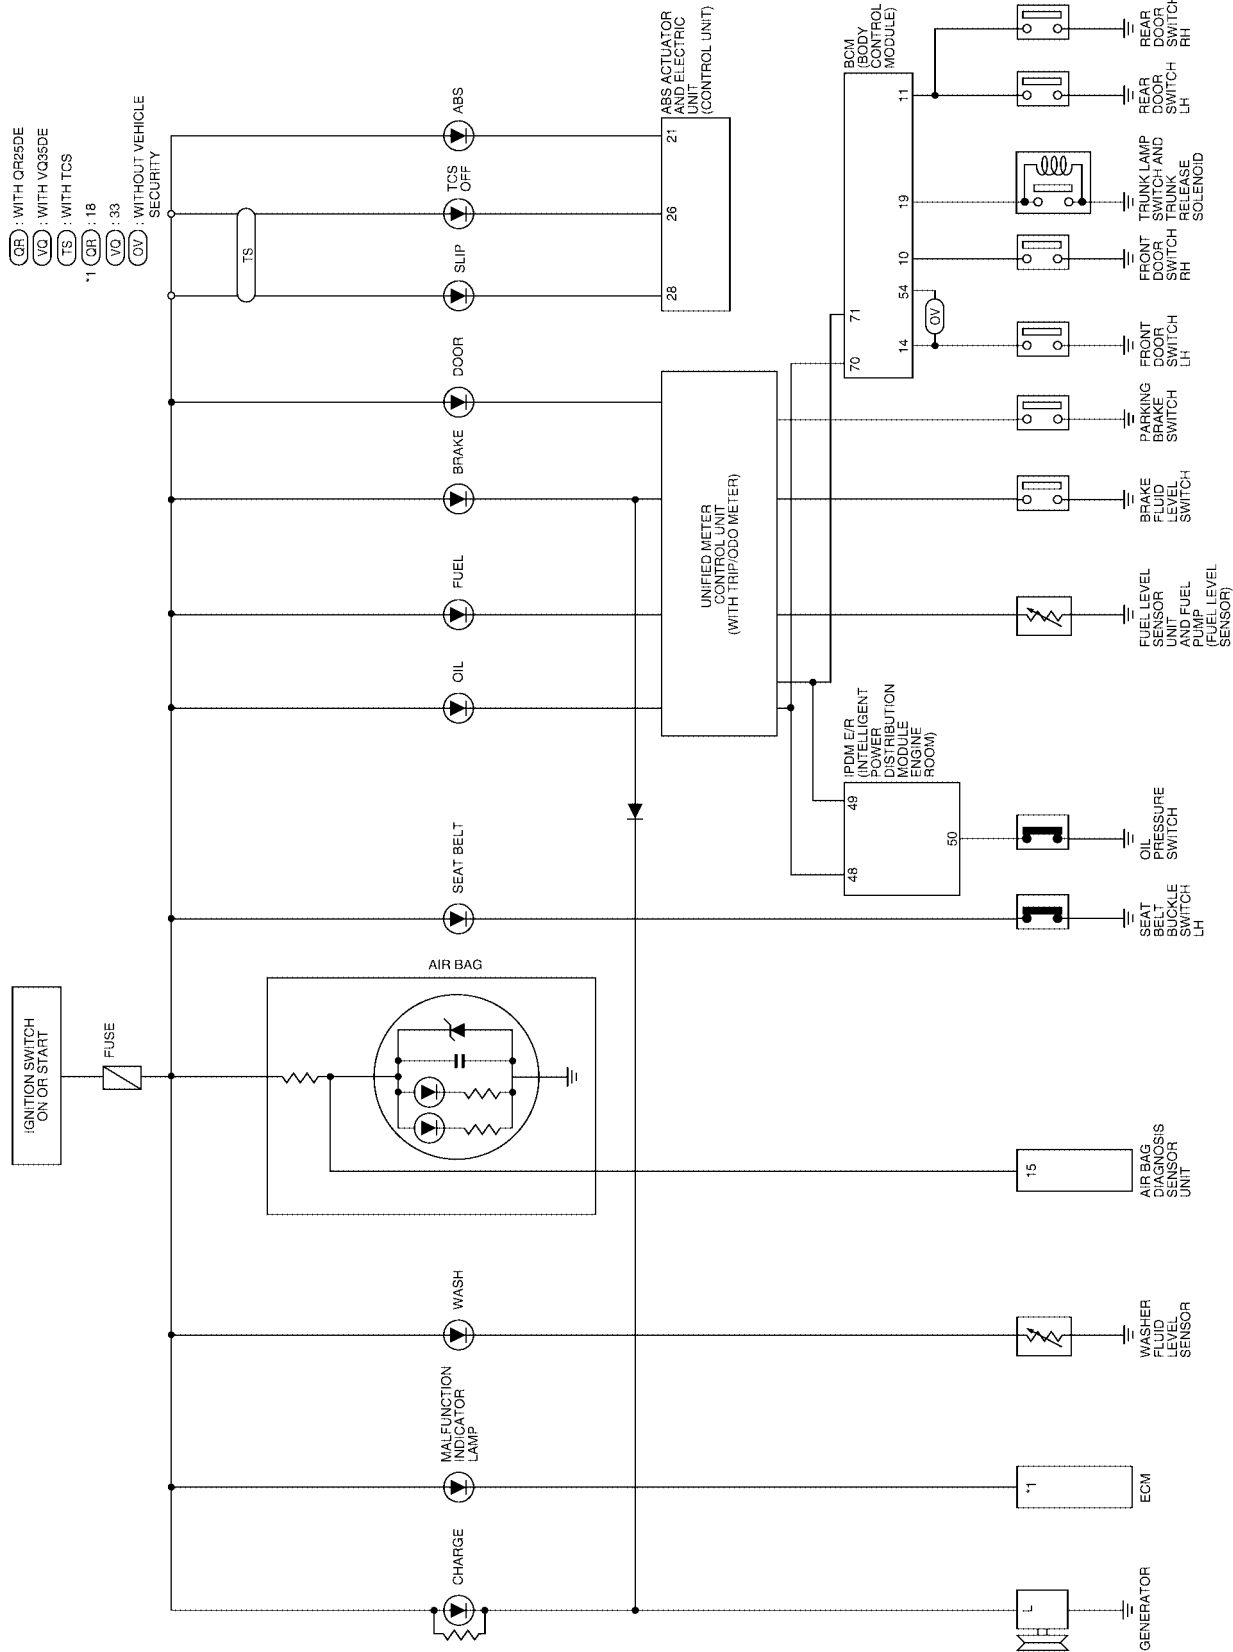 QR : WITH QR25DE
VQ : WITH VQ35DE
TS : WITH TCS
*1 QR : 18
VQ : 33
OV : WITHOUT VEHICLE
SECURITY
IGNITION SWITCH
ON OR START
FUSE
TS
CHARGE
MALFUNCTION
INDICATOR
LAMP
WASH
AIR BAG
SEAT BELT
OIL
FUEL
BRAKE
DOOR
SLIP
TCS
OFF
ABS
28
26
21
ABS ACTUATOR
AND ELECTRIC
UNIT
(CONTROL UNIT)
UNIFIED METER
CONTROL UNIT
(WITH TRIP/ODO METER)
IPDM E/R
(INTELLIGENT
POWER
DISTRIBUTION
MODULE
ENGINE
ROOM)
48
49
50
BCM
(BODY
CONTROL
MODULE)
70
71
14
54
10
19
11
OV
L
*1
15
GENERATOR
ECM
WASHER
FLUID
LEVEL
SENSOR
AIR BAG
DIAGNOSIS
SENSOR
UNIT
SEAT
BELT
BUCKLE
SWITCH
LH
OIL
PRESSURE
SWITCH
FUEL LEVEL
SENSOR
UNIT
AND FUEL
PUMP
(FUEL LEVEL
SENSOR)
BRAKE
FLUID
LEVEL
SWITCH
PARKING
BRAKE
SWITCH
FRONT
DOOR
SWITCH
LH
FRONT
DOOR
SWITCH
RH
TRUNK LAMP
SWITCH AND
TRUNK
RELEASE
SOLENOID
REAR
DOOR
SWITCH
LH
REAR
DOOR
SWITCH
RH